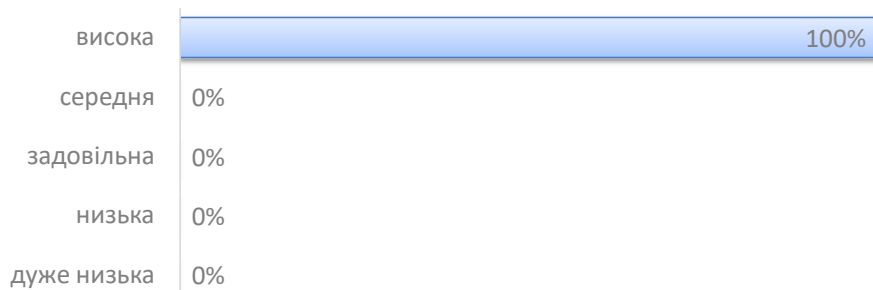 висока 100%
середня 0%
задовільна 0%
низька 0%
дуже низька 0%